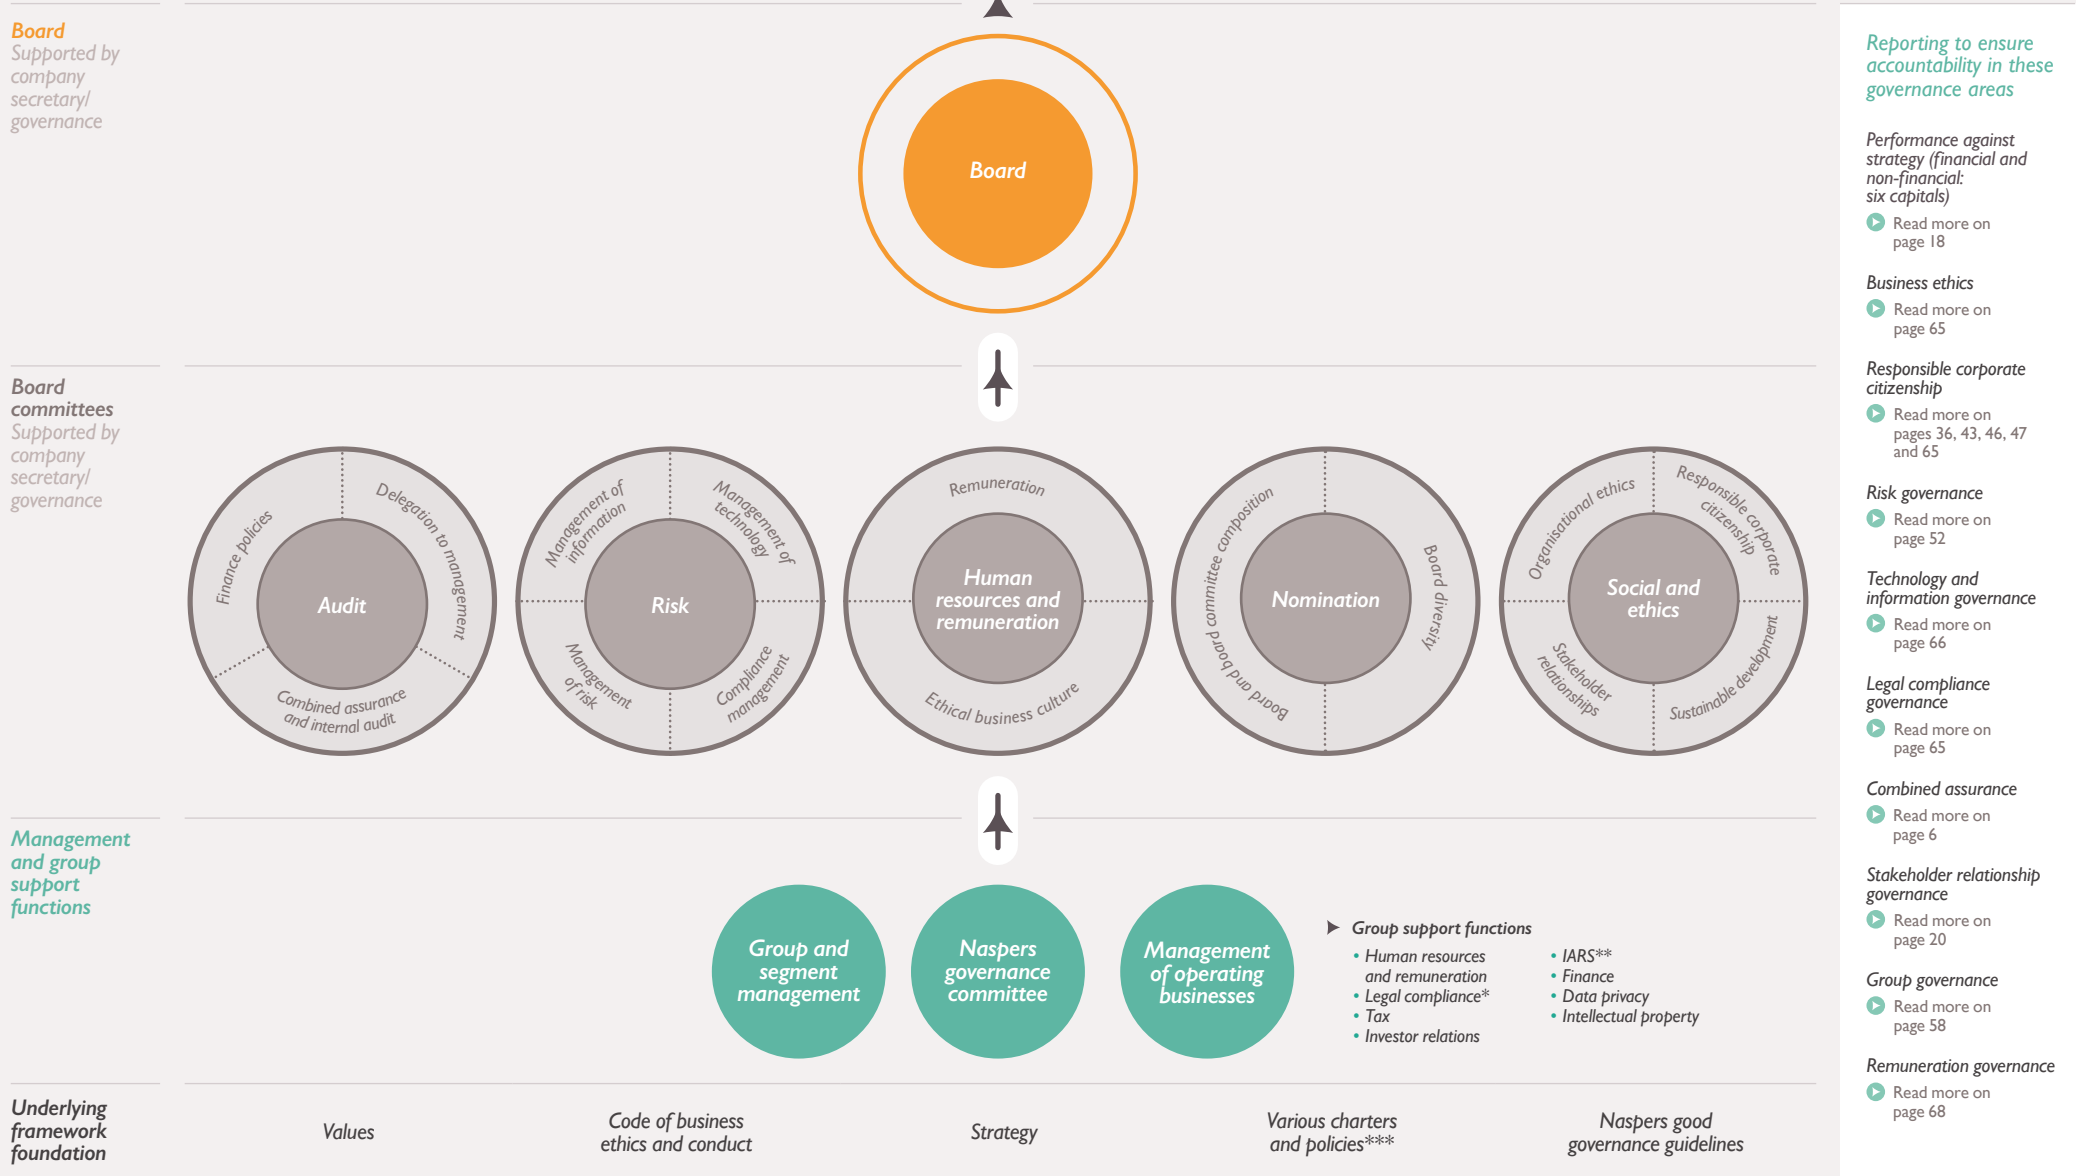 Board
Supported by
company
secretary/
governance
Board
Board
committees
Supported by
company
secretary/
governance
Finance policies
Delegation to management
Combined assurance
and internal audit
Audit
Management of
information
Management of
technology
Management
of risk
Compliance
management
Risk
Remuneration
Human
resources and
remuneration
Ethical business culture
Board and board committee composition
Board diversity
Nomination
Organisational ethics
Responsible corporate
citizenship
Stakeholder
relationships
Sustainable development
Social and
ethics
Management
and group
support
functions
Group and
segment
management
Naspers
governance
committee
Management
of operating
businesses
Group support functions
• Human resources
and remuneration
• Legal compliance*
• Tax
• Investor relations
• IARS**
• Finance
• Data privacy
• Intellectual property
Underlying
framework
foundation
Values
Code of business
ethics and conduct
Strategy
Various charters
and policies***
Naspers good
governance guidelines
Reporting to ensure
accountability in these
governance areas
Performance against
strategy (financial and
non-financial:
six capitals)
Read more on
page 18
Business ethics
Read more on
page 65
Responsible corporate
citizenship
Read more on
pages 36, 43, 46, 47
and 65
Risk governance
Read more on
page 52
Technology and
information governance
Read more on
page 66
Legal compliance
governance
Read more on
page 65
Combined assurance
Read more on
page 6
Stakeholder relationship
governance
Read more on
page 20
Group governance
Read more on
page 58
Remuneration governance
Read more on
page 68